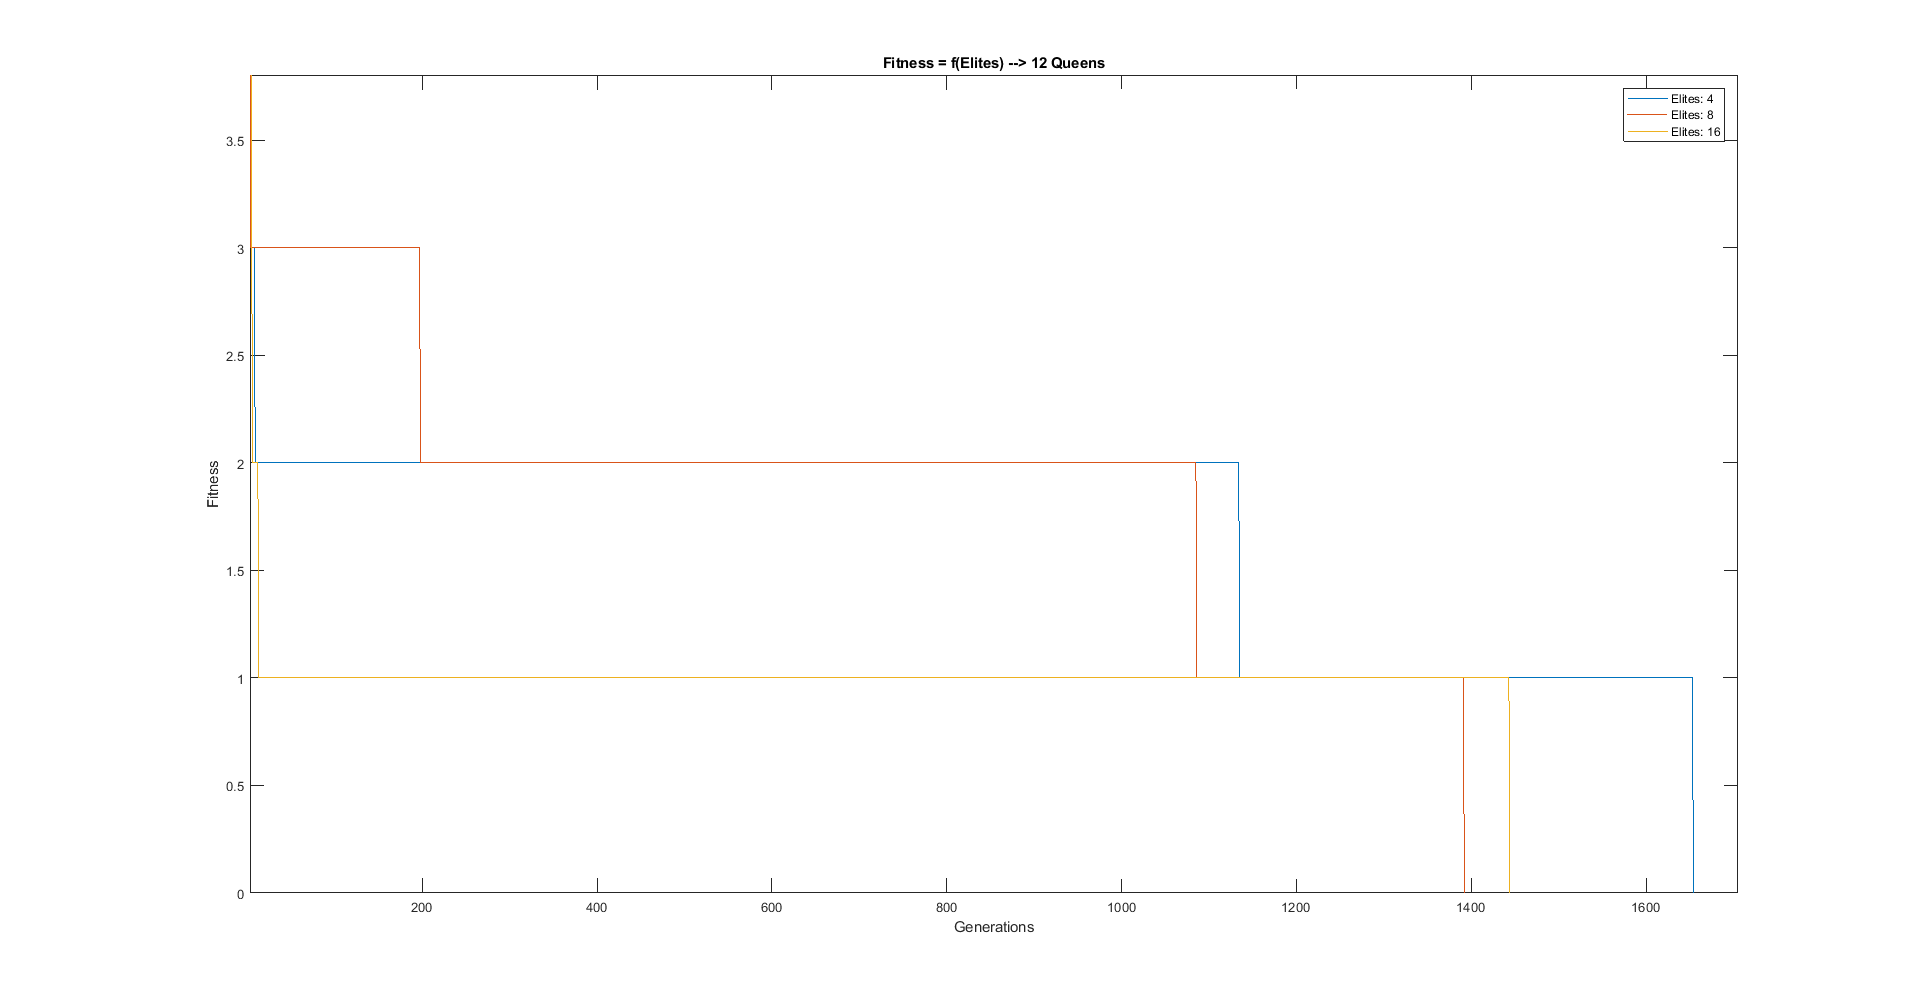 Fitness = f(Elites) --> 12 Queens
Elites: 4
Elites: 8
Elites: 16
3.5
3
2.5
2
1.5
1
0.5
0
Fitness
200 400 600 800 1000 1200 1400 1600
Generations